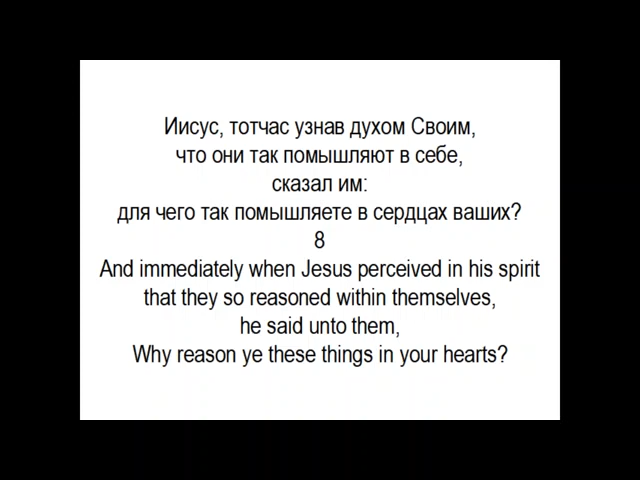 Иисус, тотчас узнав духом Своим,
что они так помышляют в себе,
сказал им:
для чего так помышляете в сердцах ваших?
8
And immediately when Jesus perceived in his spirit
that they so reasoned within themselves,
he said unto them,
Why reason ye these things in your hearts?